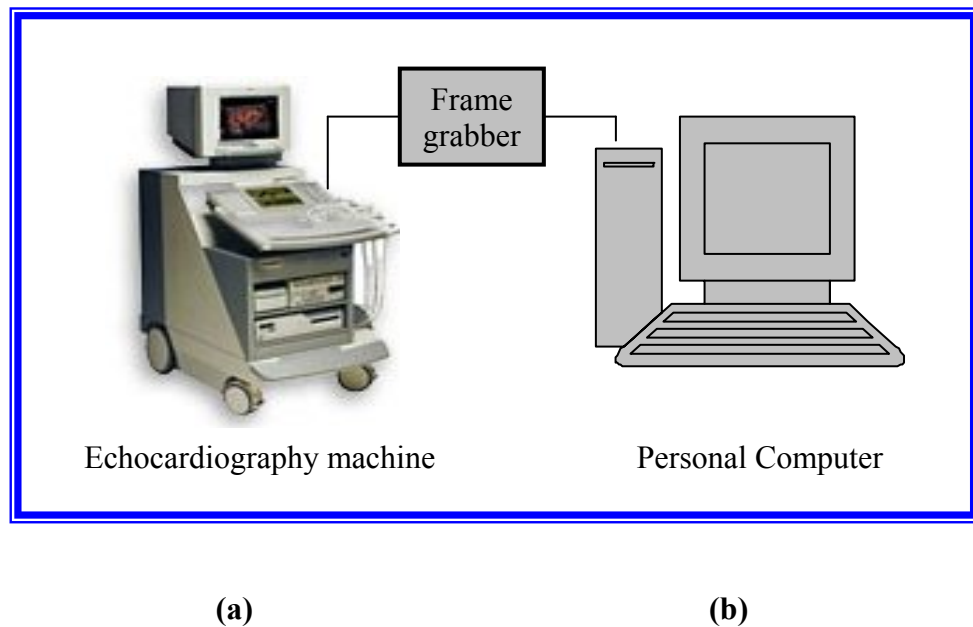 Frame
grabber
Echocardiography machine
Personal Computer
(a)
(b)